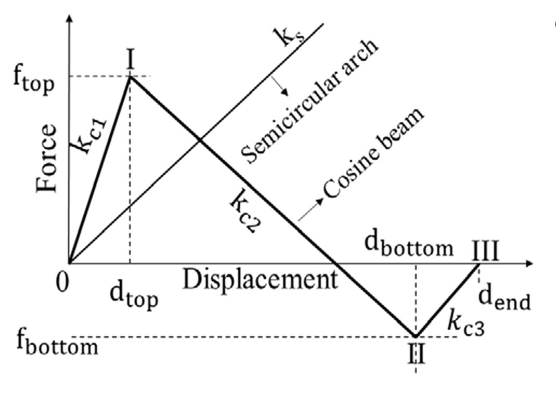 I
k_s
f_top
k_c1
Semicircular arch
Force
Cosine beam
k_c2
d_bottom
III
0
d_top
Displacement
d_end
k_c3
f_bottom
II